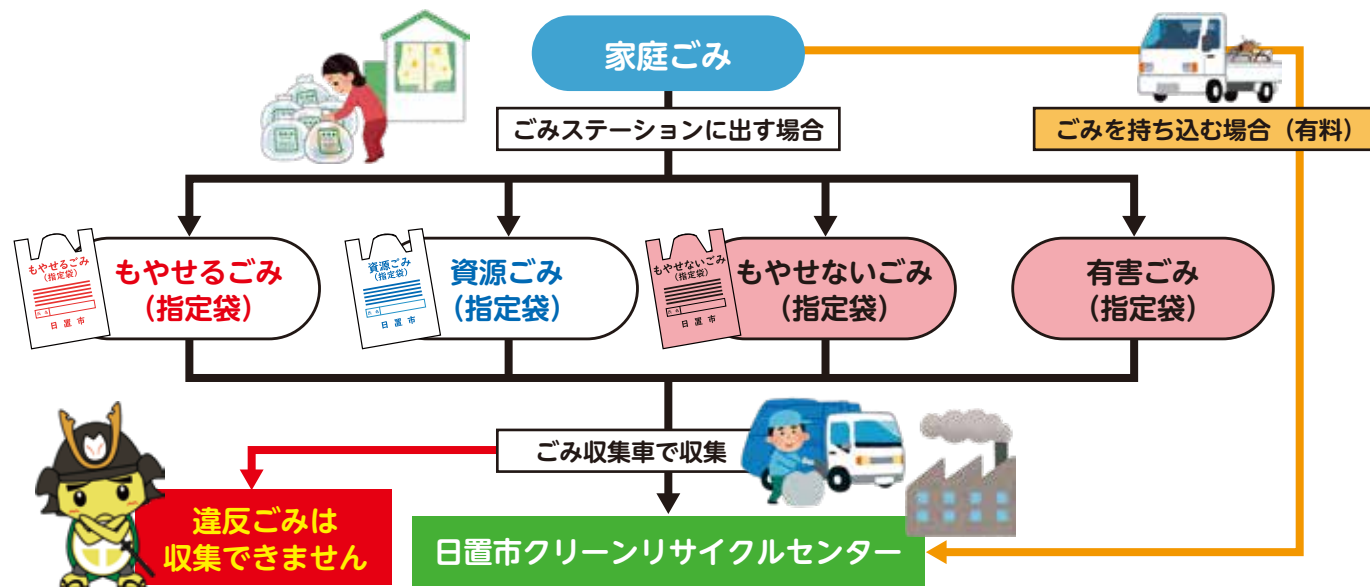 家庭ごみ
ごみステーションに出す場合
ごみを持ち込む場合（有料）
もやせるごみ
（指定袋）
日置市
もやせるごみ
（指定袋）
資源ごみ
（指定袋）
日置市
資源ごみ
（指定袋）
もやせないごみ
（指定袋）
日置市
もやせないごみ
（指定袋）
有害ごみ
（指定袋）
ごみ収集車で収集
違反ごみは
収集できません
日置市クリーンリサイクルセンター